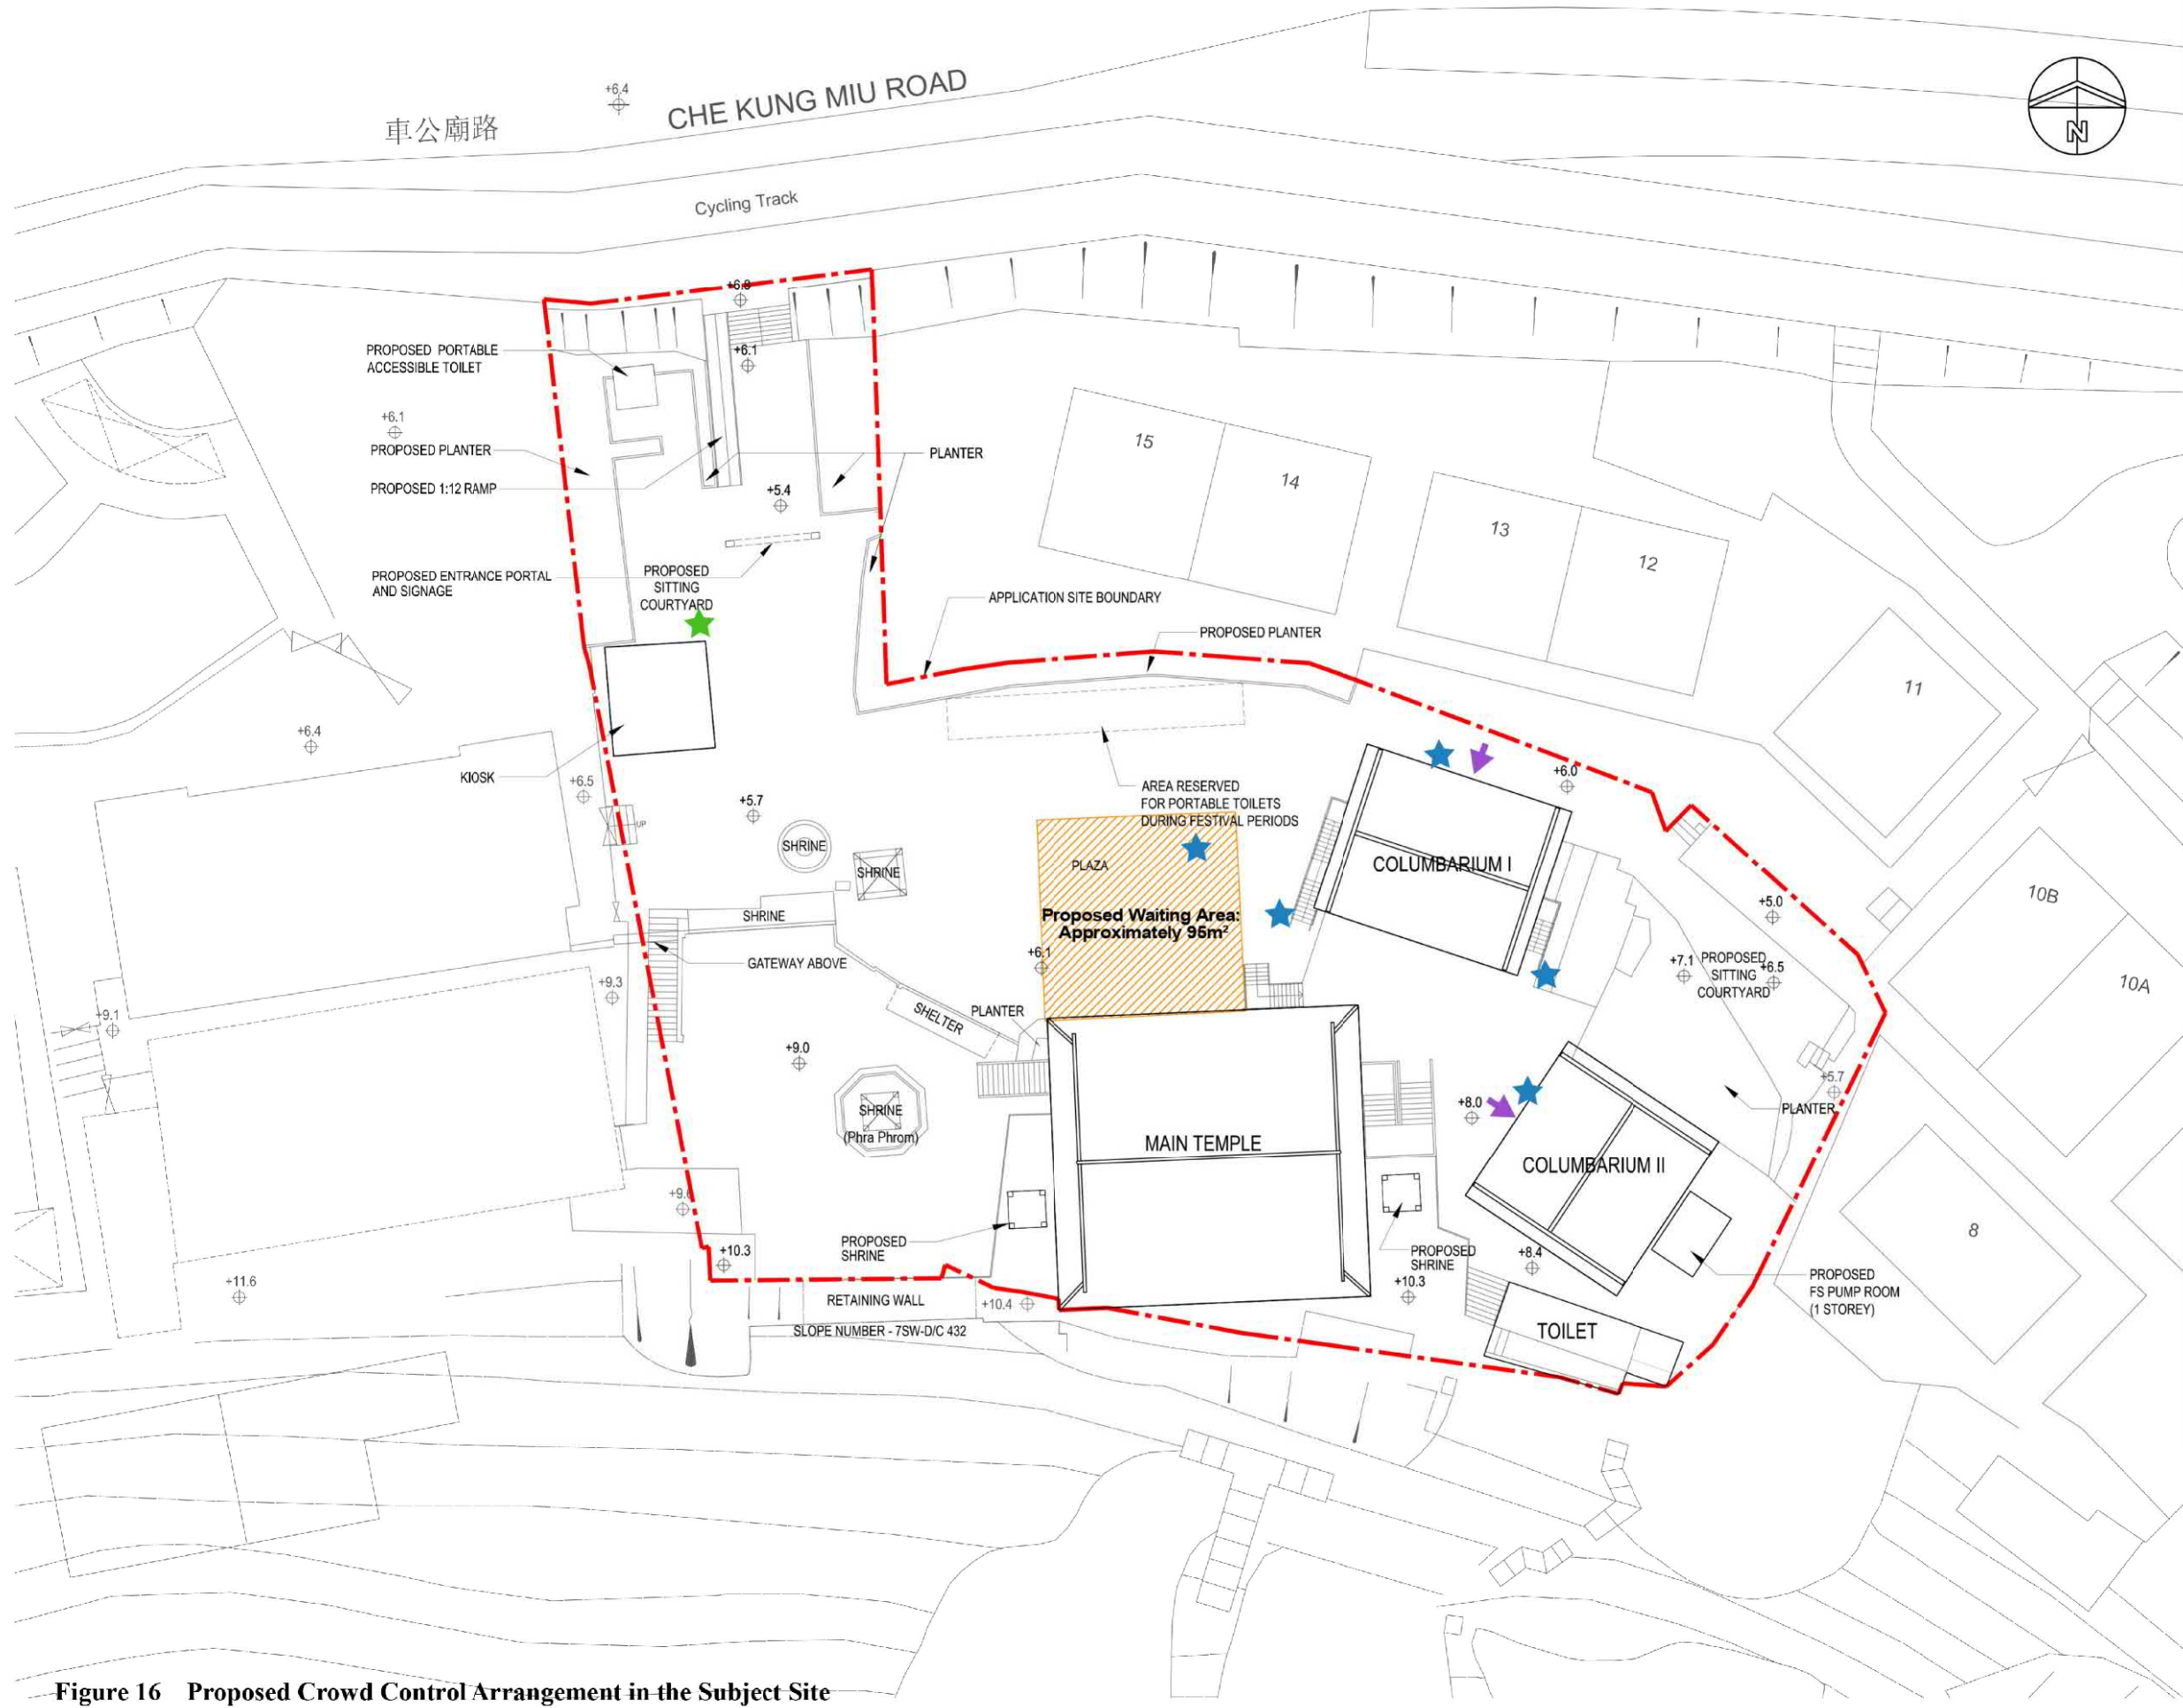 +6.4
CHE KUNG MIU ROAD
車公廟路
N
Cycling Track
+6.8
PROPOSED PORTABLE
ACCESSIBLE TOILET
+6.1
+6.1
PROPOSED PLANTER
PLANTER
PROPOSED 1:12 RAMP
+5.4
15
14
13
12
11
PROPOSED ENTRANCE PORTAL
AND SIGNAGE
PROPOSED
SITTING
COURTYARD
APPLICATION SITE BOUNDARY
PROPOSED PLANTER
+6.4
KIOSK
+6.5
+5.7
UP
AREA RESERVED
FOR PORTABLE TOILETS
DURING FESTIVAL PERIODS
+6.0
SHRINE
SHRINE
PLAZA
COLUMBARIUM I
SHRINE
Proposed Waiting Area:
Approximately 95m²
+6.1
+5.0
10B
10A
GATEWAY ABOVE
+7.1
PROPOSED
SITTING
COURTYARD
+6.5
+9.3
+9.1
SHELTER
PLANTER
+9.0
+5.7
+8.0
PLANTER
SHRINE
(Phra Phrom)
MAIN TEMPLE
COLUMBARIUM II
8
PROPOSED
SHRINE
PROPOSED
SHRINE
+10.3
+10.3
+8.4
PROPOSED
FS PUMP ROOM
(1 STOREY)
+11.6
RETAINING WALL
+10.4
TOILET
SLOPE NUMBER - 7SW-D/C 432
Figure 16 Proposed Crowd Control Arrangement in the Subject Site